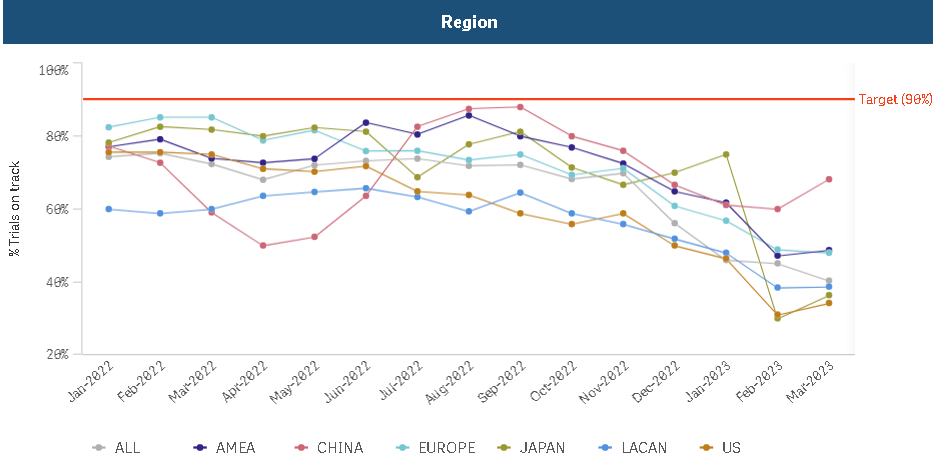 Region
100%
80%
60%
40%
20%
% Trials on track
Target (90%)
Jan-2022
Feb-2022
Mar-2022
Apr-2022
May-2022
Jun-2022
Jul-2022
Aug-2022
Sep-2022
Oct-2022
Nov-2022
Dec-2022
Jan-2023
Feb-2023
Mar-2023
ALL AMEA CHINA EUROPE JAPAN LACAN US